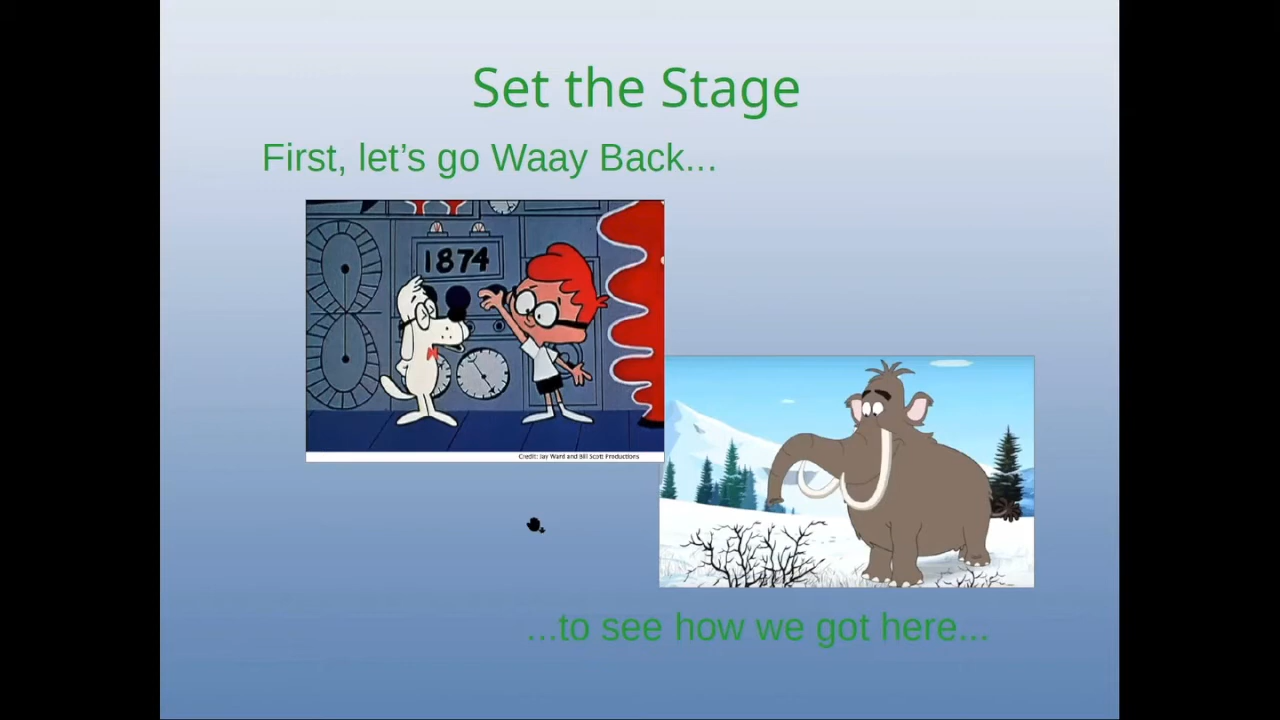 Set the Stage
First, let’s go Waay Back...
1874
Credit: Jay Ward and Bill Scott Productions
...to see how we got here...